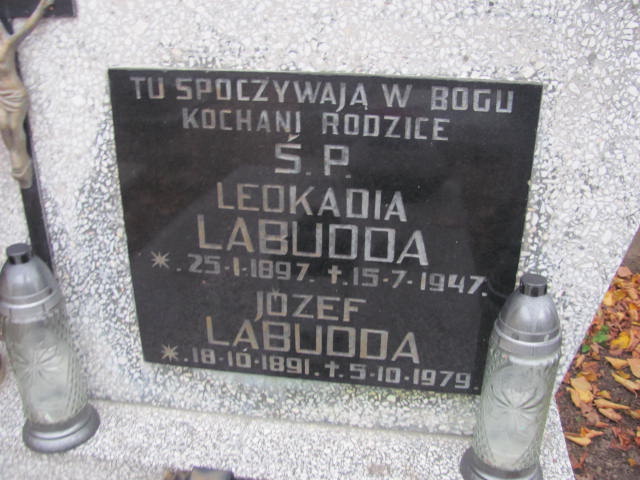 TU SPOCZYWAJĄ W BOGU
KOCHANI RODZICE
Ś.P.
LEOKADIA
LABUDDA
*.25-1-1897. †.15-7-1947.
JÓZEF
LABUDDA
*.18-10-1891.†.5-10-1979.